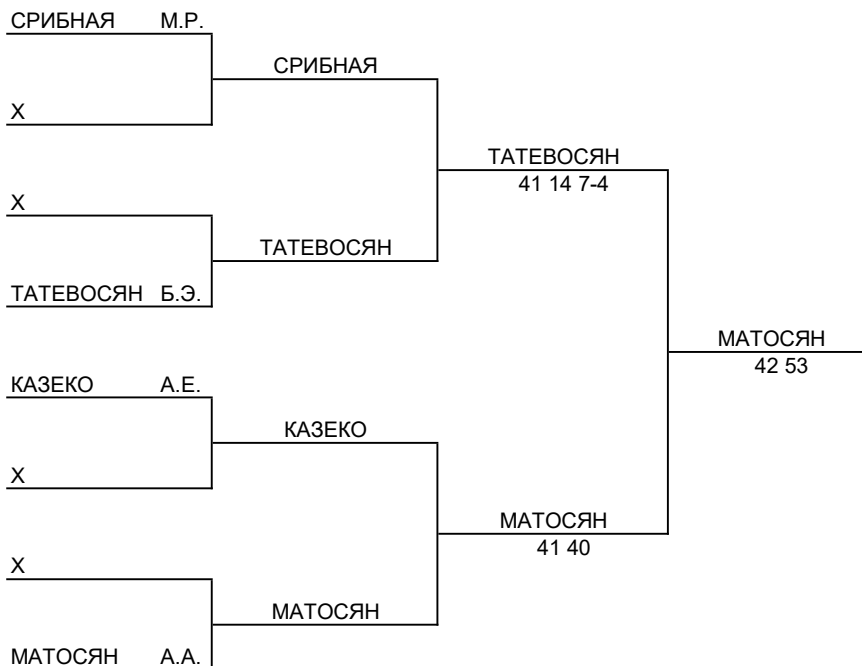 СРИБНАЯ М.Р.
СРИБНАЯ
X
ТАТЕВОСЯН
41 14 7-4
X
ТАТЕВОСЯН
ТАТЕВОСЯН Б.Э.
МАТОСЯН
42 53
КАЗЕКО А.Е.
КАЗЕКО
X
МАТОСЯН
41 40
X
МАТОСЯН
МАТОСЯН А.А.